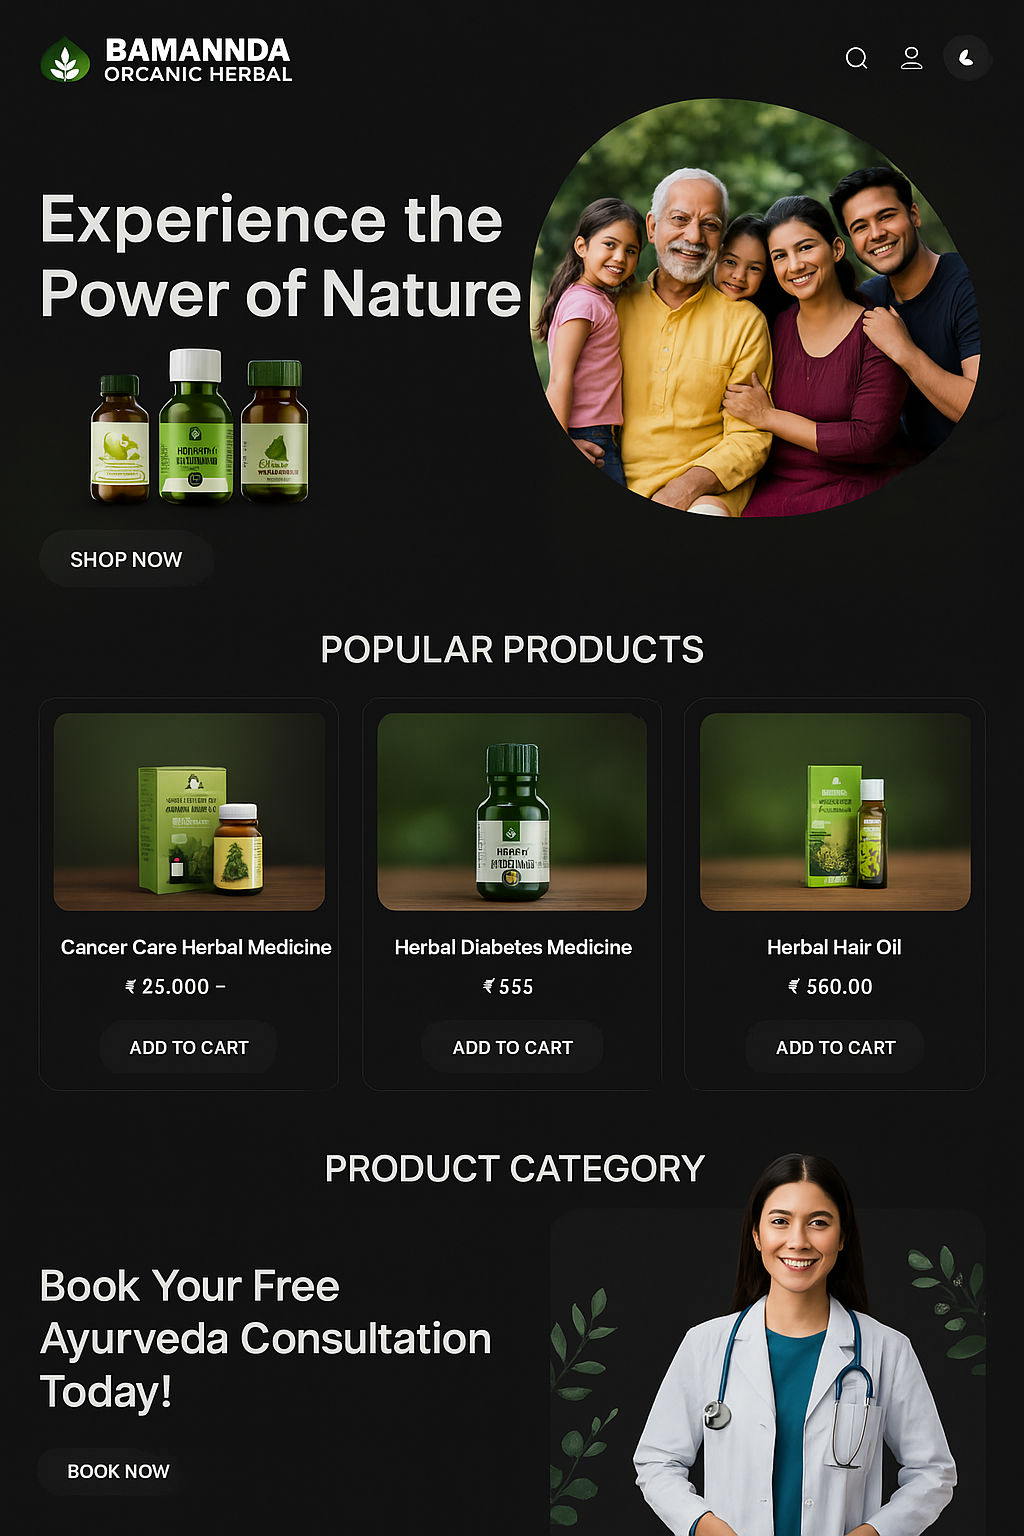 BAMANNDA
ORCANIC HERBAL
Experience the
Power of Nature
SHOP NOW
POPULAR PRODUCTS
Cancer Care Herbal Medicine
₹ 25.000 –
ADD TO CART
Herbal Diabetes Medicine
₹ 555
ADD TO CART
Herbal Hair Oil
₹ 560.00
ADD TO CART
PRODUCT CATEGORY
Book Your Free
Ayurveda Consultation
Today!
BOOK NOW